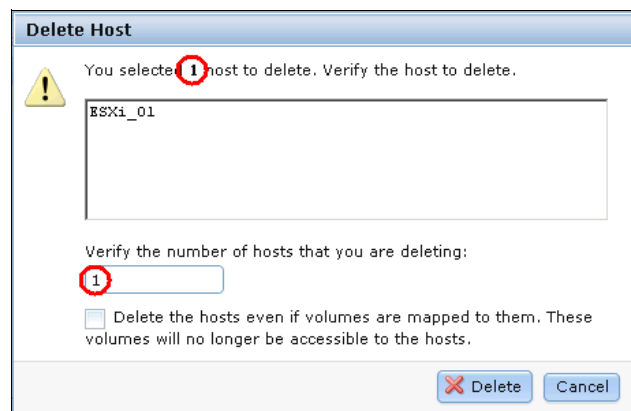 Delete Host
You selected 1 host to delete. Verify the host to delete.
ESXi_01
Verify the number of hosts that you are deleting:
1
Delete the hosts even if volumes are mapped to them. These
volumes will no longer be accessible to the hosts.
Delete Cancel